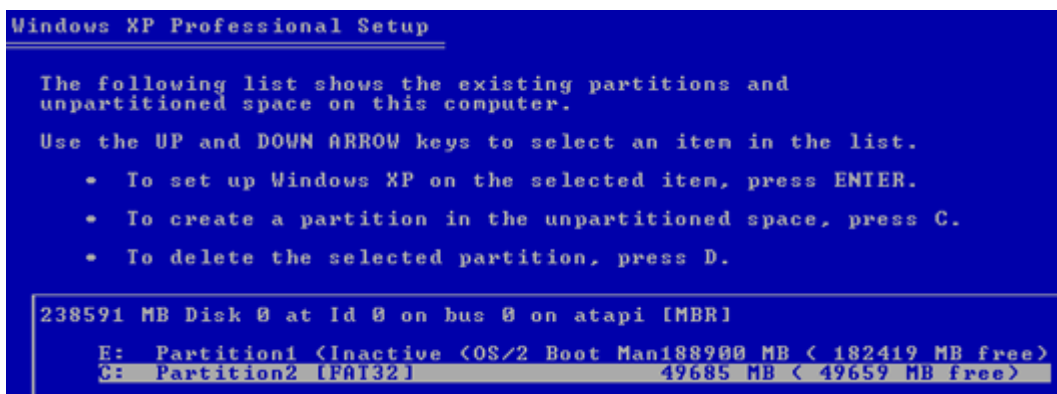 Windows XP Professional Setup
The following list shows the existing partitions and
unpartitioned space on this computer.
Use the UP and DOWN ARROW keys to select an item in the list.
• To set up Windows XP on the selected item, press ENTER.
• To create a partition in the unpartitioned space, press C.
• To delete the selected partition, press D.
238591 MB Disk 0 at Id 0 on bus 0 on atapi [MBR]
E: Partition1 (Inactive (OS/2 Boot Man188900 MB ( 182419 MB free)
C: Partition2 [FAT32] 49685 MB ( 49659 MB free)